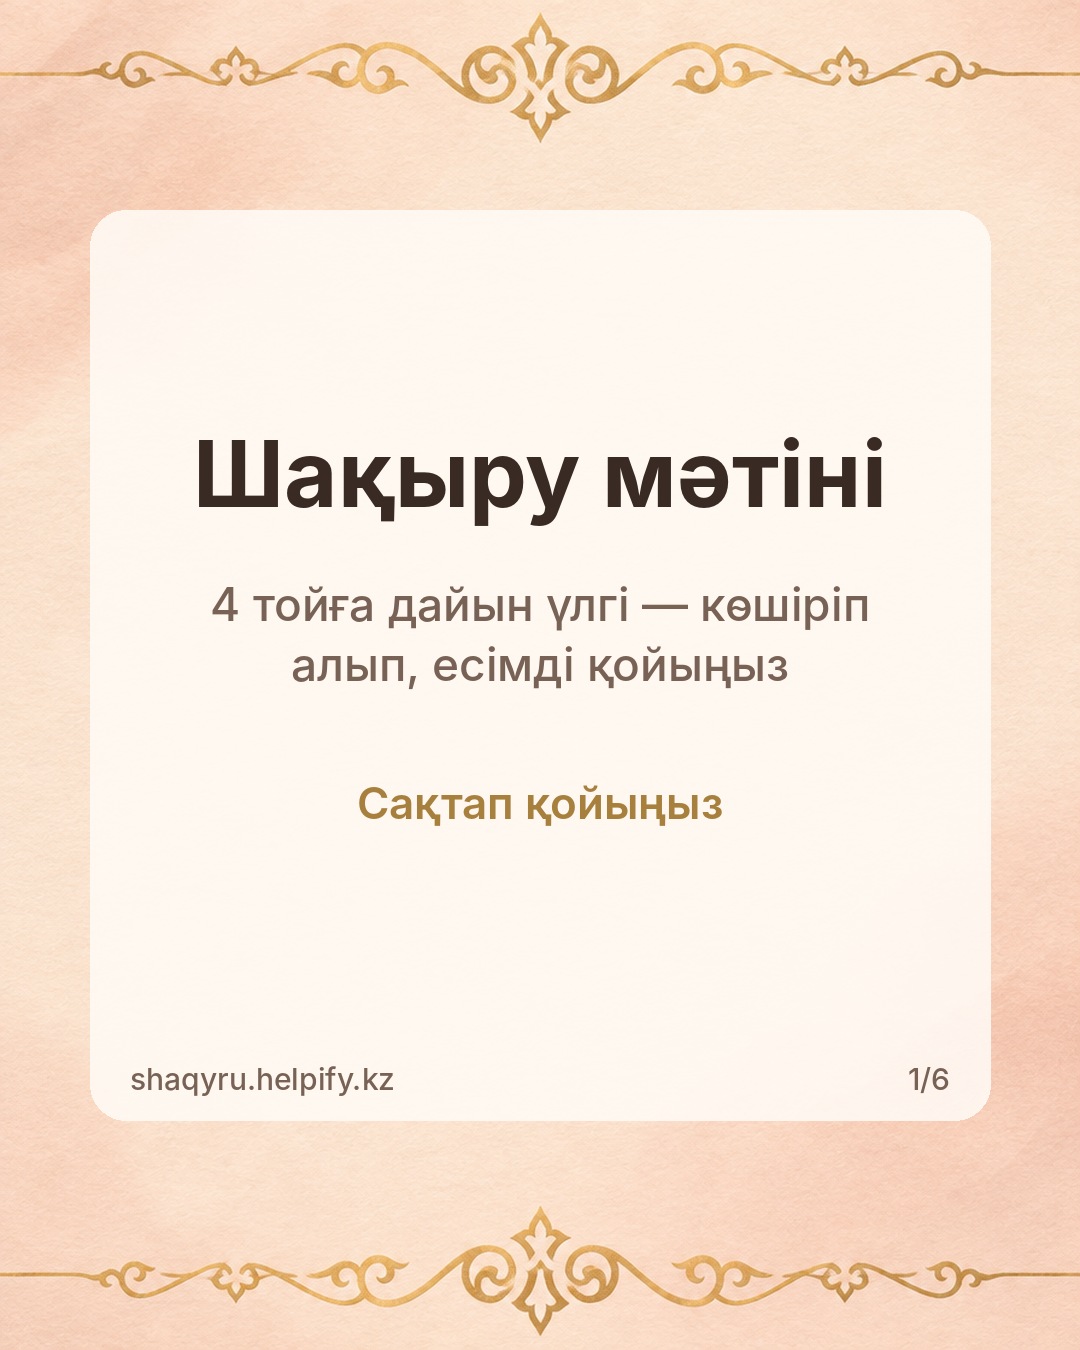 Шақыру мәтіні
4 тойға дайын үлгі — көшіріп
алып, есімді қойыңыз
Сақтап қойыңыз
shaqyru.helpify.kz
1/6